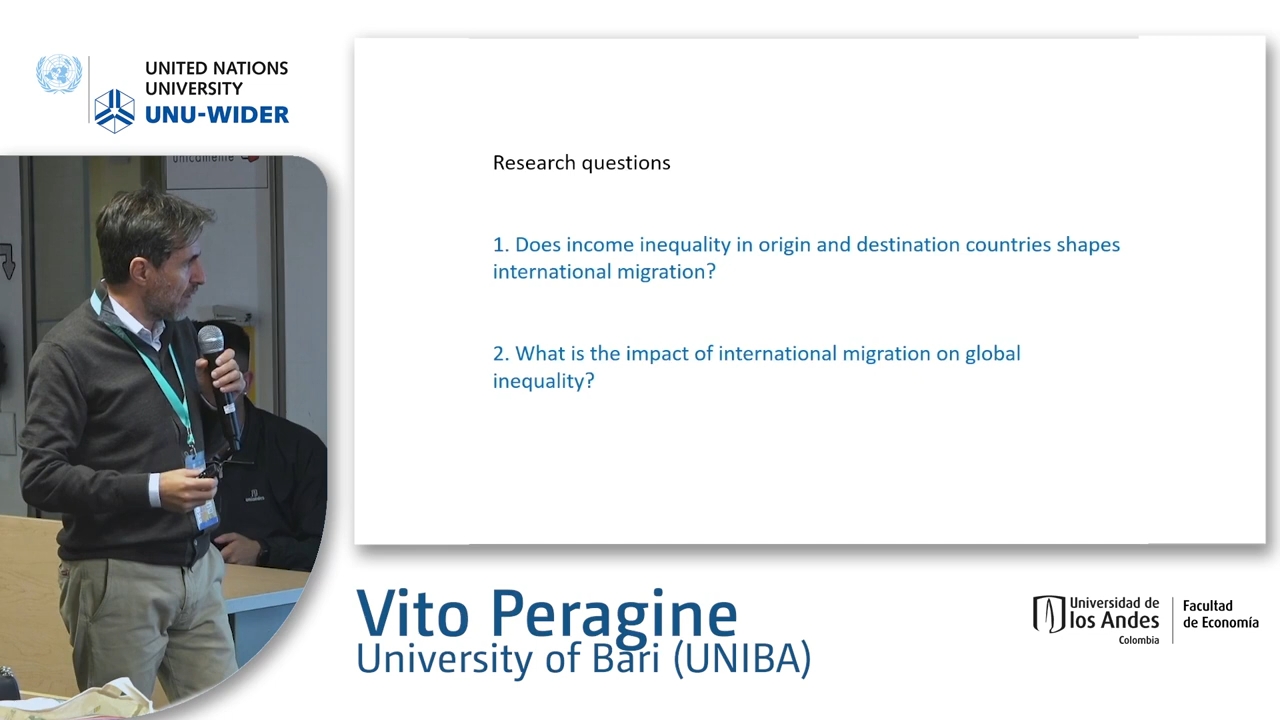 UNITED NATIONS
UNIVERSITY
UNU-WIDER
unicamente
Research questions
1. Does income inequality in origin and destination countries shapes
international migration?
2. What is the impact of international migration on global
inequality?
Vito Peragine
University of Bari (UNIBA)
Universidad de
los Andes
Colombia
Facultad
de Economía